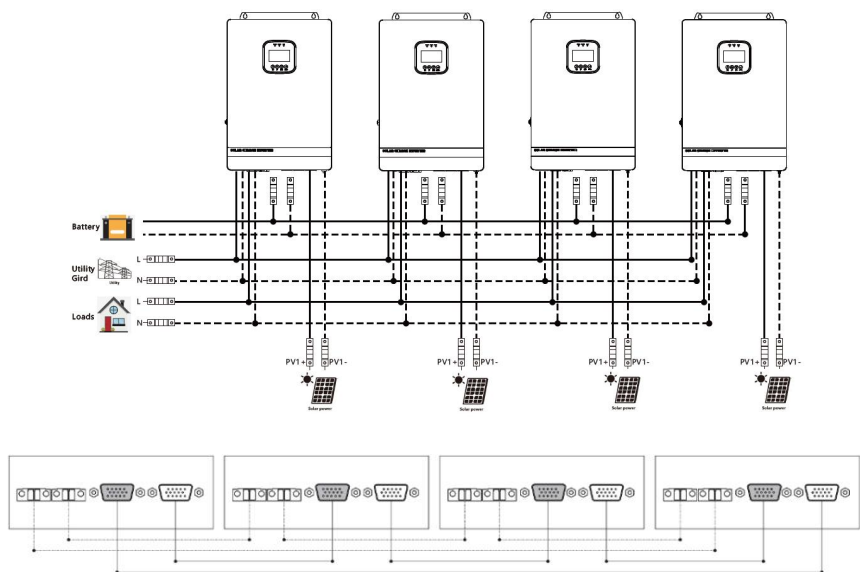 Battery
Utility
Gird
Utility
L
N
Loads
L
N
PV1+
PV1-
PV1+
PV1-
PV1+
PV1-
PV1+
PV1-
Solar power
Solar power
Solar power
Solar power